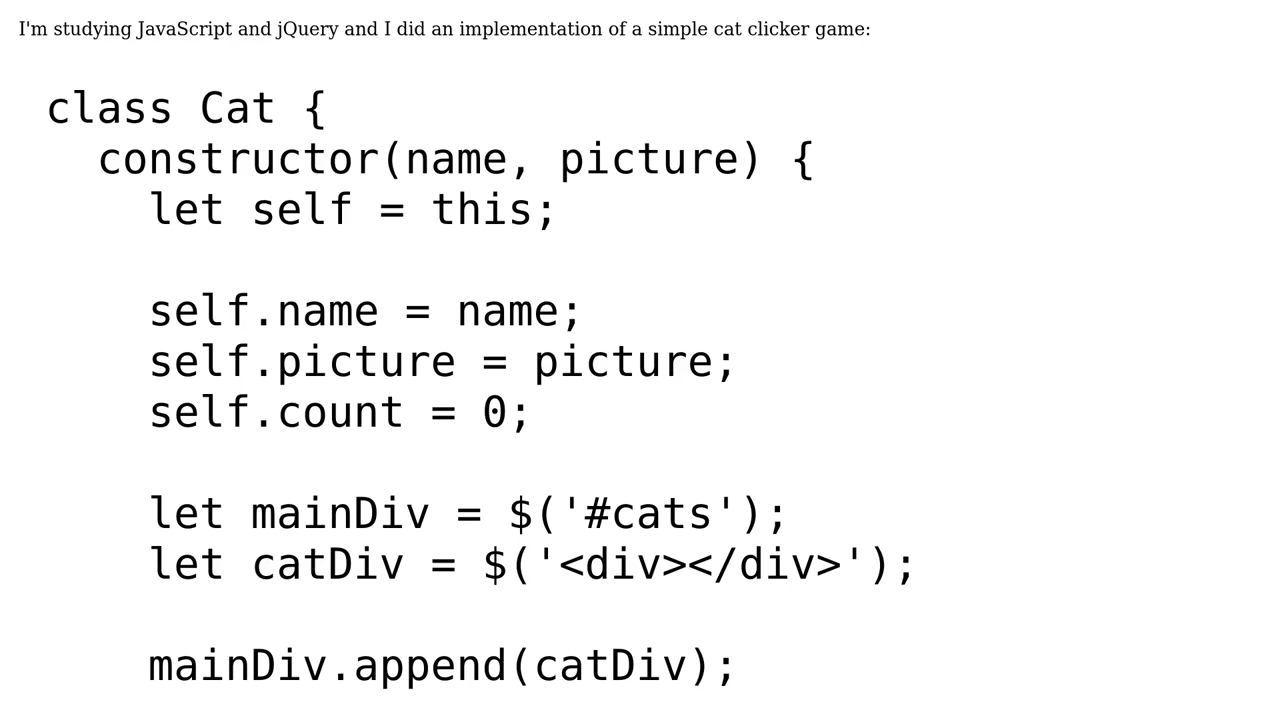 I'm studying JavaScript and jQuery and I did an implementation of a simple cat clicker game:
class Cat {
constructor(name, picture) {
let self = this;
self.name = name;
self.picture = picture;
self.count = 0;
let mainDiv = $('#cats');
let catDiv = $('<div></div>');
mainDiv.append(catDiv);